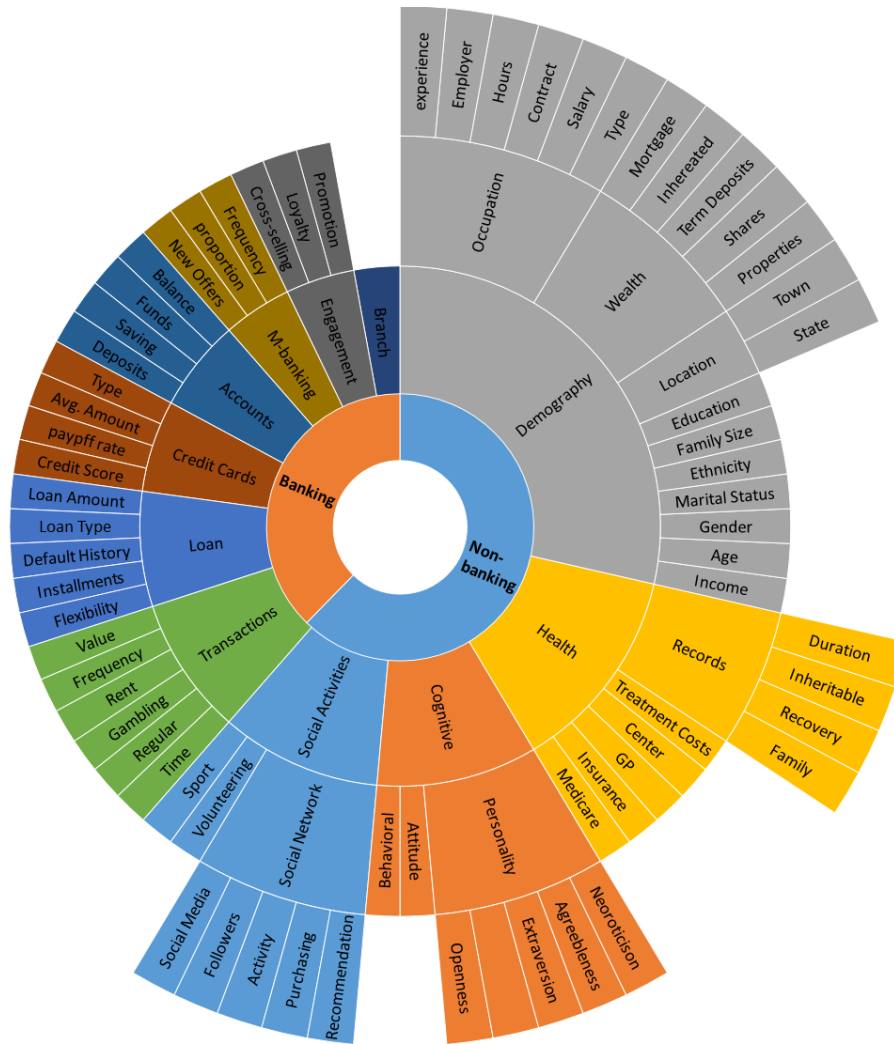 Banking
Non-
banking
Demography
Occupation
experience
Employer
Hours
Contract
Salary
Type
Wealth
Mortgage
Inhereated
Term Deposits
Shares
Properties
Location
Town
State
Education
Family Size
Ethnicity
Marital Status
Gender
Age
Income
Health
Records
Duration
Inheritable
Recovery
Family
Treatment Costs
Center
GP
Insurance
Medicare
Cognitive
Personality
Neoroticison
Agreebleness
Extraversion
Openness
Attitude
Behavioral
Social Activities
Social Network
Recommendation
Purchasing
Activity
Followers
Social Media
Volunteering
Sport
Transactions
Time
Regular
Gambling
Rent
Frequency
Value
Loan
Flexibility
Installments
Default History
Loan Type
Loan Amount
Credit Cards
Credit Score
paypff rate
Avg. Amount
Type
Accounts
Deposits
Saving
Funds
Balance
M-banking
New Offers
proportion
Frequency
Engagement
Cross-selling
Loyalty
Promotion
Branch